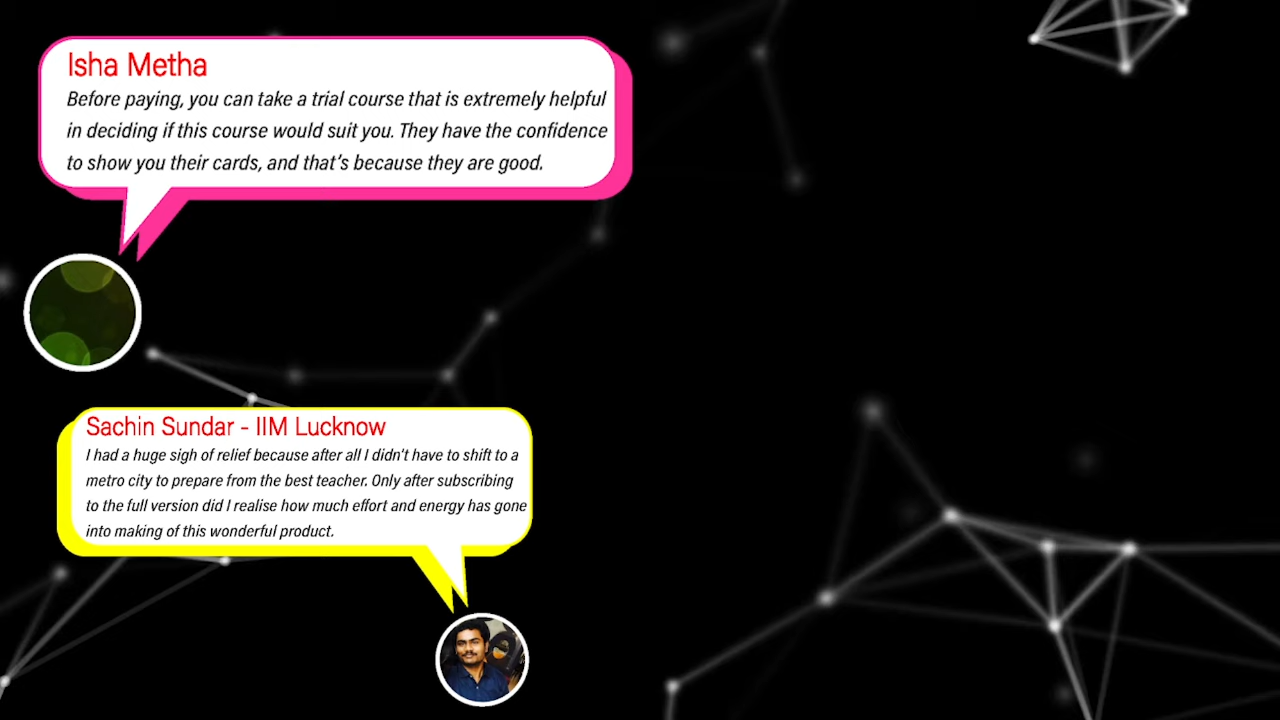 Isha Metha
Before paying, you can take a trial course that is extremely helpful
in deciding if this course would suit you. They have the confidence
to show you their cards, and that's because they are good.
Sachin Sundar - IIM Lucknow
I had a huge sigh of relief because after all I didn't have to shift to a
metro city to prepare from the best teacher. Only after subscribing
to the full version did I realise how much effort and energy has gone
into making of this wonderful product.